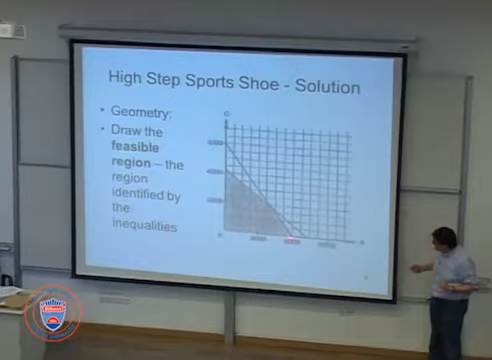 High Step Sports Shoe - Solution
• Geometry:
• Draw the
feasible
region – the
region
identified by
the
inequalities